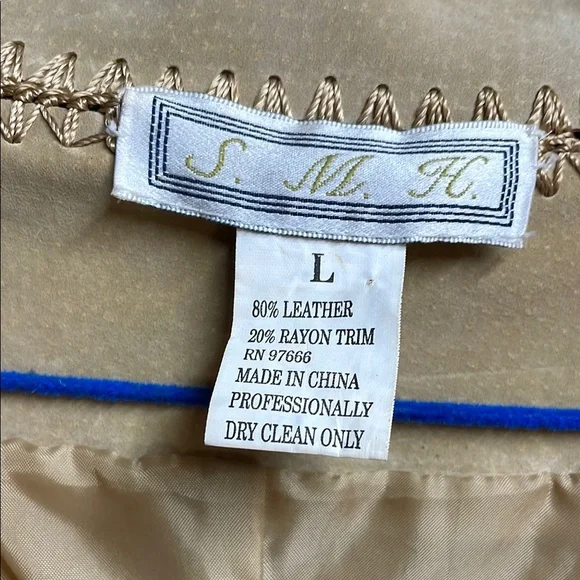 S. M. H.
L
80% LEATHER
20% RAYON TRIM
RN 97666
MADE IN CHINA
PROFESSIONALLY
DRY CLEAN ONLY